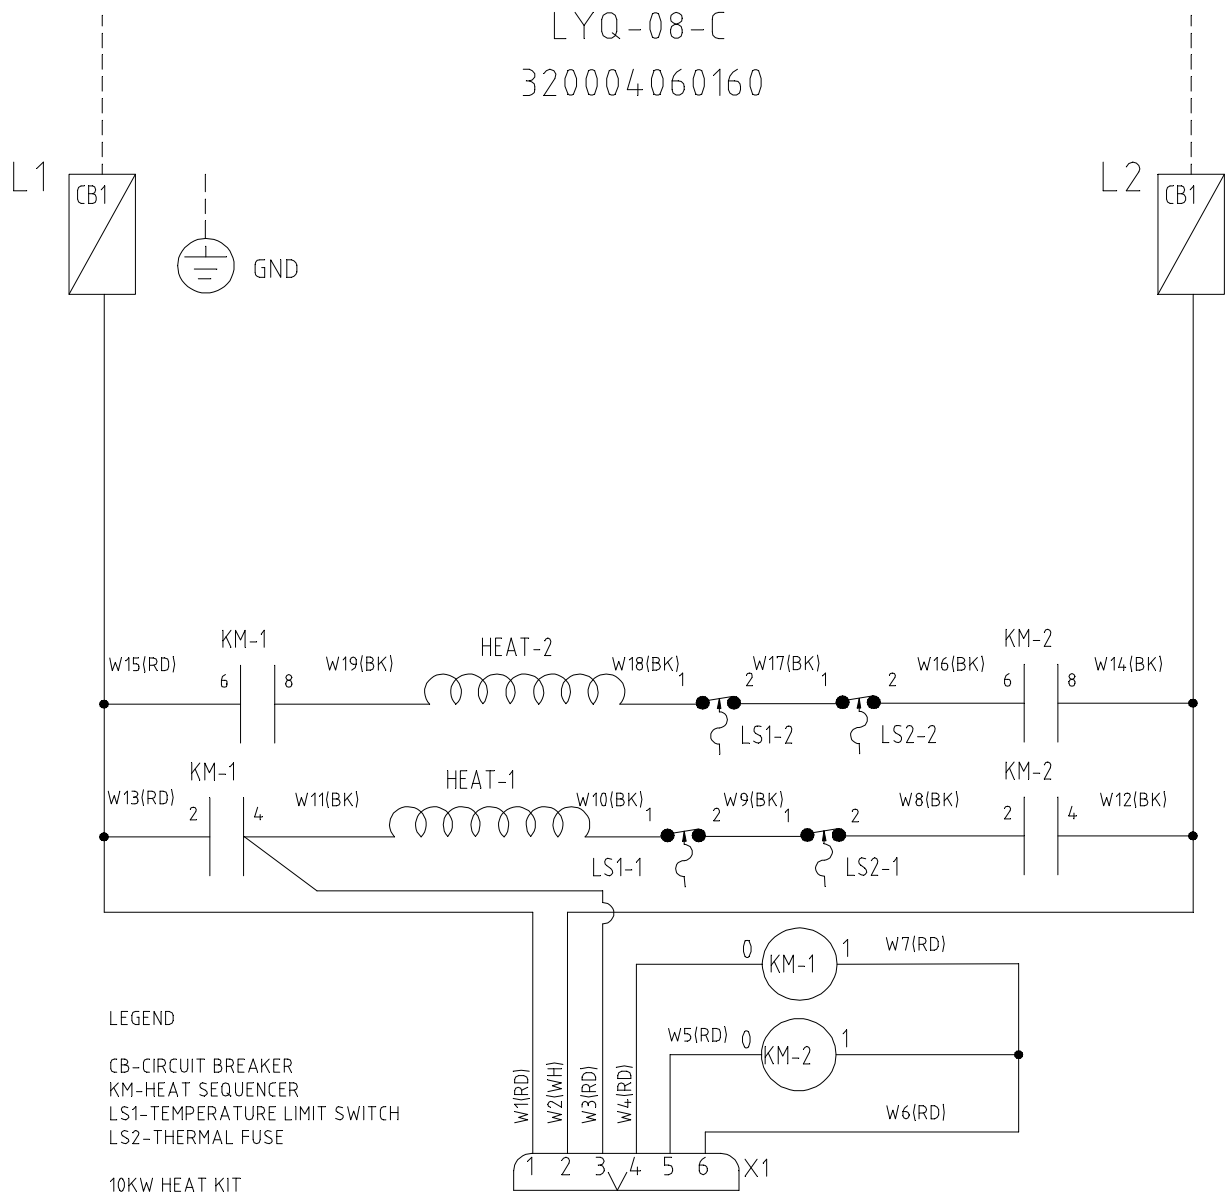 LYQ-08-C
320004060160
L1
CB1
GND
L2
CB1
KM-1
HEAT-2
KM-2
W15(RD)
6
8
W19(BK)
W18(BK)
1
2
W17(BK)
1
2
W16(BK)
6
8
W14(BK)
LS1-2
LS2-2
KM-1
HEAT-1
KM-2
W13(RD)
2
4
W11(BK)
W10(BK)
1
2
W9(BK)
1
2
W8(BK)
2
4
W12(BK)
LS1-1
LS2-1
0
KM-1
1
W7(RD)
W5(RD)
0
KM-2
1
W1(RD)
W2(WH)
W3(RD)
W4(RD)
W6(RD)
1
2
3
4
5
6
X1
LEGEND
CB-CIRCUIT BREAKER
KM-HEAT SEQUENCER
LS1-TEMPERATURE LIMIT SWITCH
LS2-THERMAL FUSE
10KW HEAT KIT